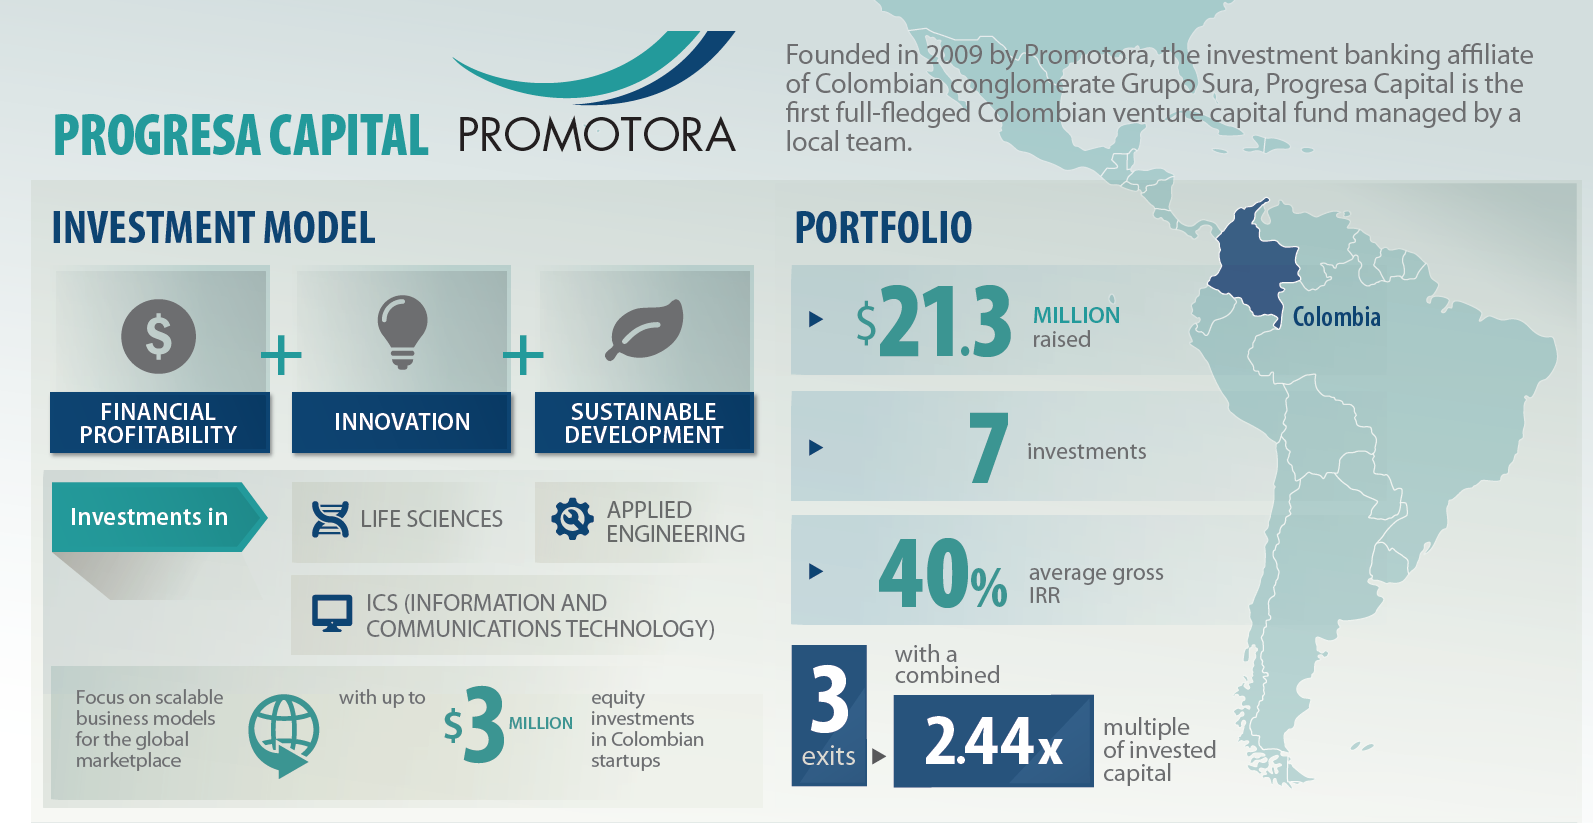 PROGRESA CAPITAL
PROMOTORA
Founded in 2009 by Promotora, the investment banking affiliate
of Colombian conglomerate Grupo Sura, Progresa Capital is the
first full-fledged Colombian venture capital fund managed by a
local team.
INVESTMENT MODEL
$
+
+
FINANCIAL
PROFITABILITY
INNOVATION
SUSTAINABLE
DEVELOPMENT
Investments in
LIFE SCIENCES
APPLIED
ENGINEERING
ICS (INFORMATION AND
COMMUNICATIONS TECHNOLOGY)
Focus on scalable
business models
for the global
marketplace
with up to
$3 MILLION
equity
investments
in Colombian
startups
PORTFOLIO
$21.3 MILLION
raised
7 investments
40% average gross
IRR
3
exits
with a
combined
2.44x
multiple
of invested
capital
Colombia